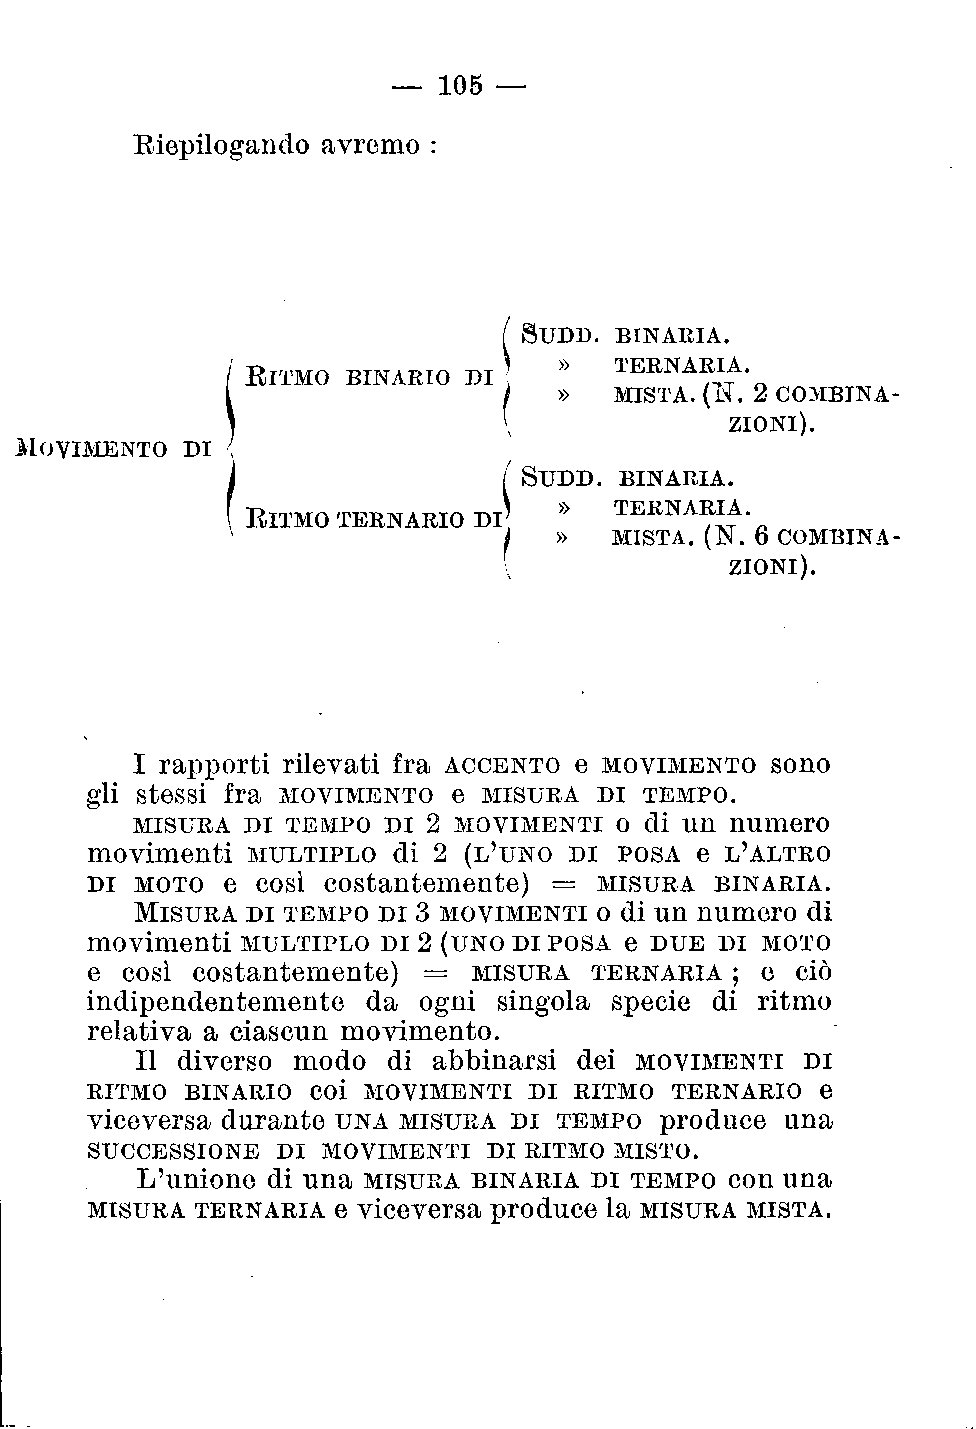 — 105 —
Riepilogando avremo :
SUDD. BINARIA.
» TERNARIA.
RITMO BINARIO DI
» MISTA. (N. 2 COMBINA-
ZIONI).
MOVIMENTO DI
SUDD. BINARIA.
» TERNARIA.
RITMO TERNARIO DI
» MISTA. (N. 6 COMBINA-
ZIONI).
I rapporti rilevati fra ACCENTO e MOVIMENTO sono
gli stessi fra MOVIMENTO e MISURA DI TEMPO.
MISURA DI TEMPO DI 2 MOVIMENTI o di un numero
movimenti MULTIPLO di 2 (L'UNO DI POSA e L'ALTRO
DI MOTO e così costantemente) = MISURA BINARIA.
MISURA DI TEMPO DI 3 MOVIMENTI o di un numero di
movimenti MULTIPLO DI 2 (UNO DI POSA e DUE DI MOTO
e così costantemente) = MISURA TERNARIA ; e ciò
indipendentemente da ogni singola specie di ritmo
relativa a ciascun movimento.
Il diverso modo di abbinarsi dei MOVIMENTI DI
RITMO BINARIO coi MOVIMENTI DI RITMO TERNARIO e
viceversa durante UNA MISURA DI TEMPO produce una
SUCCESSIONE DI MOVIMENTI DI RITMO MISTO.
L'unione di una MISURA BINARIA DI TEMPO con una
MISURA TERNARIA e viceversa produce la MISURA MISTA.